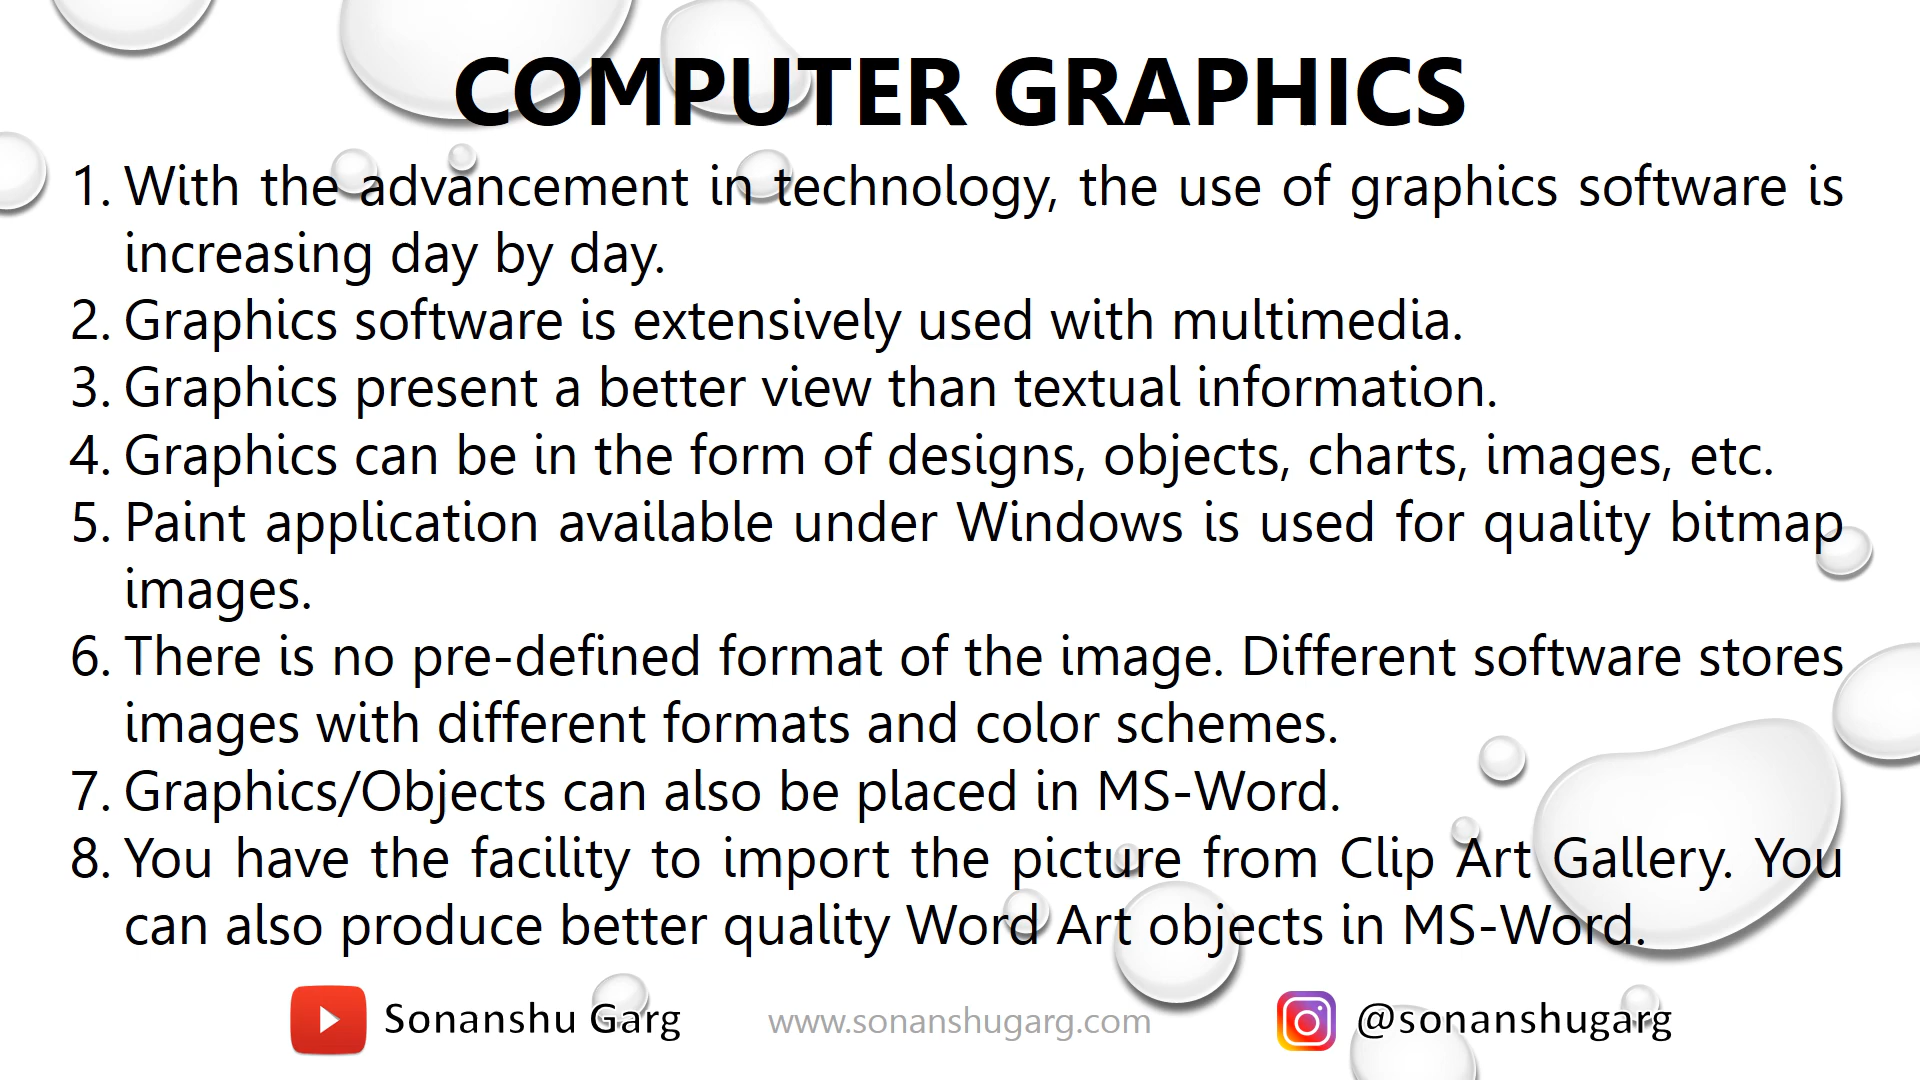 COMPUTER GRAPHICS
1. With the advancement in technology, the use of graphics software is
increasing day by day.
2. Graphics software is extensively used with multimedia.
3. Graphics present a better view than textual information.
4. Graphics can be in the form of designs, objects, charts, images, etc.
5. Paint application available under Windows is used for quality bitmap
images.
6. There is no pre-defined format of the image. Different software stores
images with different formats and color schemes.
7. Graphics/Objects can also be placed in MS-Word.
8. You have the facility to import the picture from Clip Art Gallery. You
can also produce better quality Word Art objects in MS-Word.
Sonanshu Garg www.sonanshugarg.com @sonanshugarg